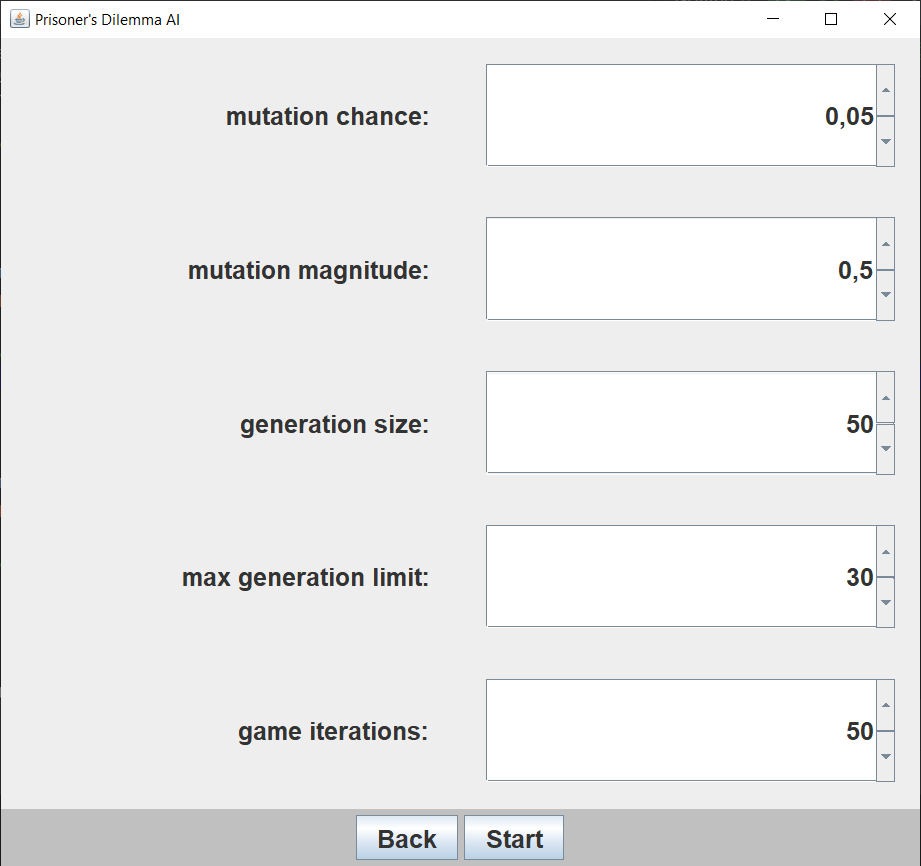 Prisoner's Dilemma AI
mutation chance: 0,05
mutation magnitude: 0,5
generation size: 50
max generation limit: 30
game iterations: 50
Back Start